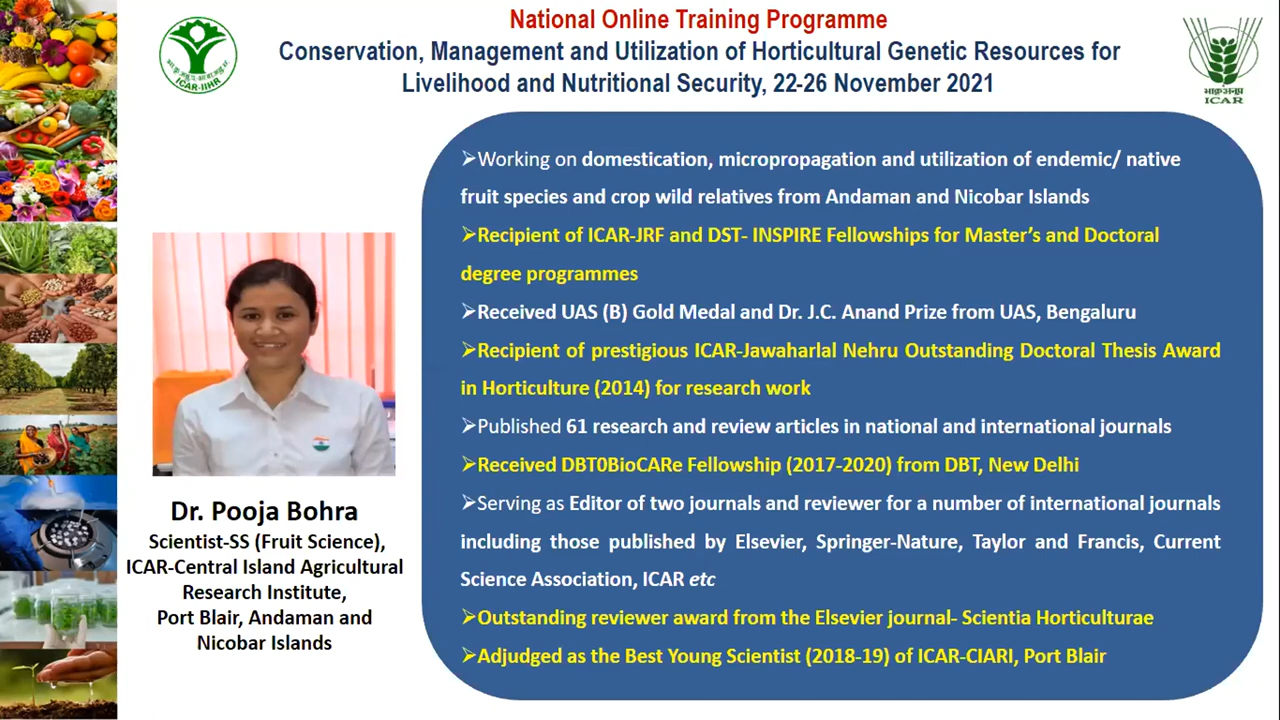 National Online Training Programme
Conservation, Management and Utilization of Horticultural Genetic Resources for
Livelihood and Nutritional Security, 22-26 November 2021
ICAR-IIHR
ICAR
Dr. Pooja Bohra
Scientist-SS (Fruit Science),
ICAR-Central Island Agricultural
Research Institute,
Port Blair, Andaman and
Nicobar Islands
➢Working on domestication, micropropagation and utilization of endemic/ native
fruit species and crop wild relatives from Andaman and Nicobar Islands
➢Recipient of ICAR-JRF and DST- INSPIRE Fellowships for Master’s and Doctoral
degree programmes
➢Received UAS (B) Gold Medal and Dr. J.C. Anand Prize from UAS, Bengaluru
➢Recipient of prestigious ICAR-Jawaharlal Nehru Outstanding Doctoral Thesis Award
in Horticulture (2014) for research work
➢Published 61 research and review articles in national and international journals
➢Received DBT0BioCARe Fellowship (2017-2020) from DBT, New Delhi
➢Serving as Editor of two journals and reviewer for a number of international journals
including those published by Elsevier, Springer-Nature, Taylor and Francis, Current
Science Association, ICAR etc
➢Outstanding reviewer award from the Elsevier journal- Scientia Horticulturae
➢Adjudged as the Best Young Scientist (2018-19) of ICAR-CIARI, Port Blair